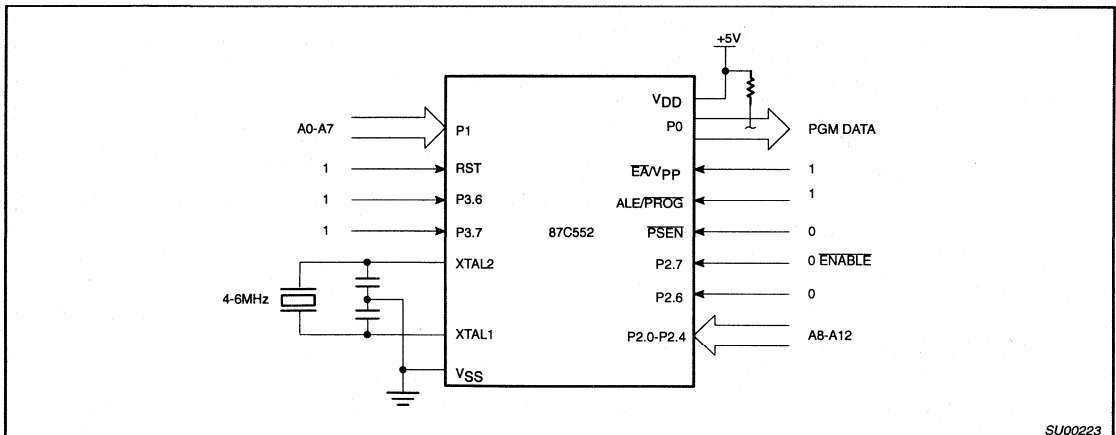 +5V
VDD
A0-A7
P1
P0
PGM DATA
1
RST
EA/VPP
1
1
P3.6
ALE/PROG
1
1
P3.7
87C552
PSEN
0
XTAL2
P2.7
0 ENABLE
4-6MHz
P2.6
0
XTAL1
P2.0-P2.4
A8-A12
VSS
SU00223